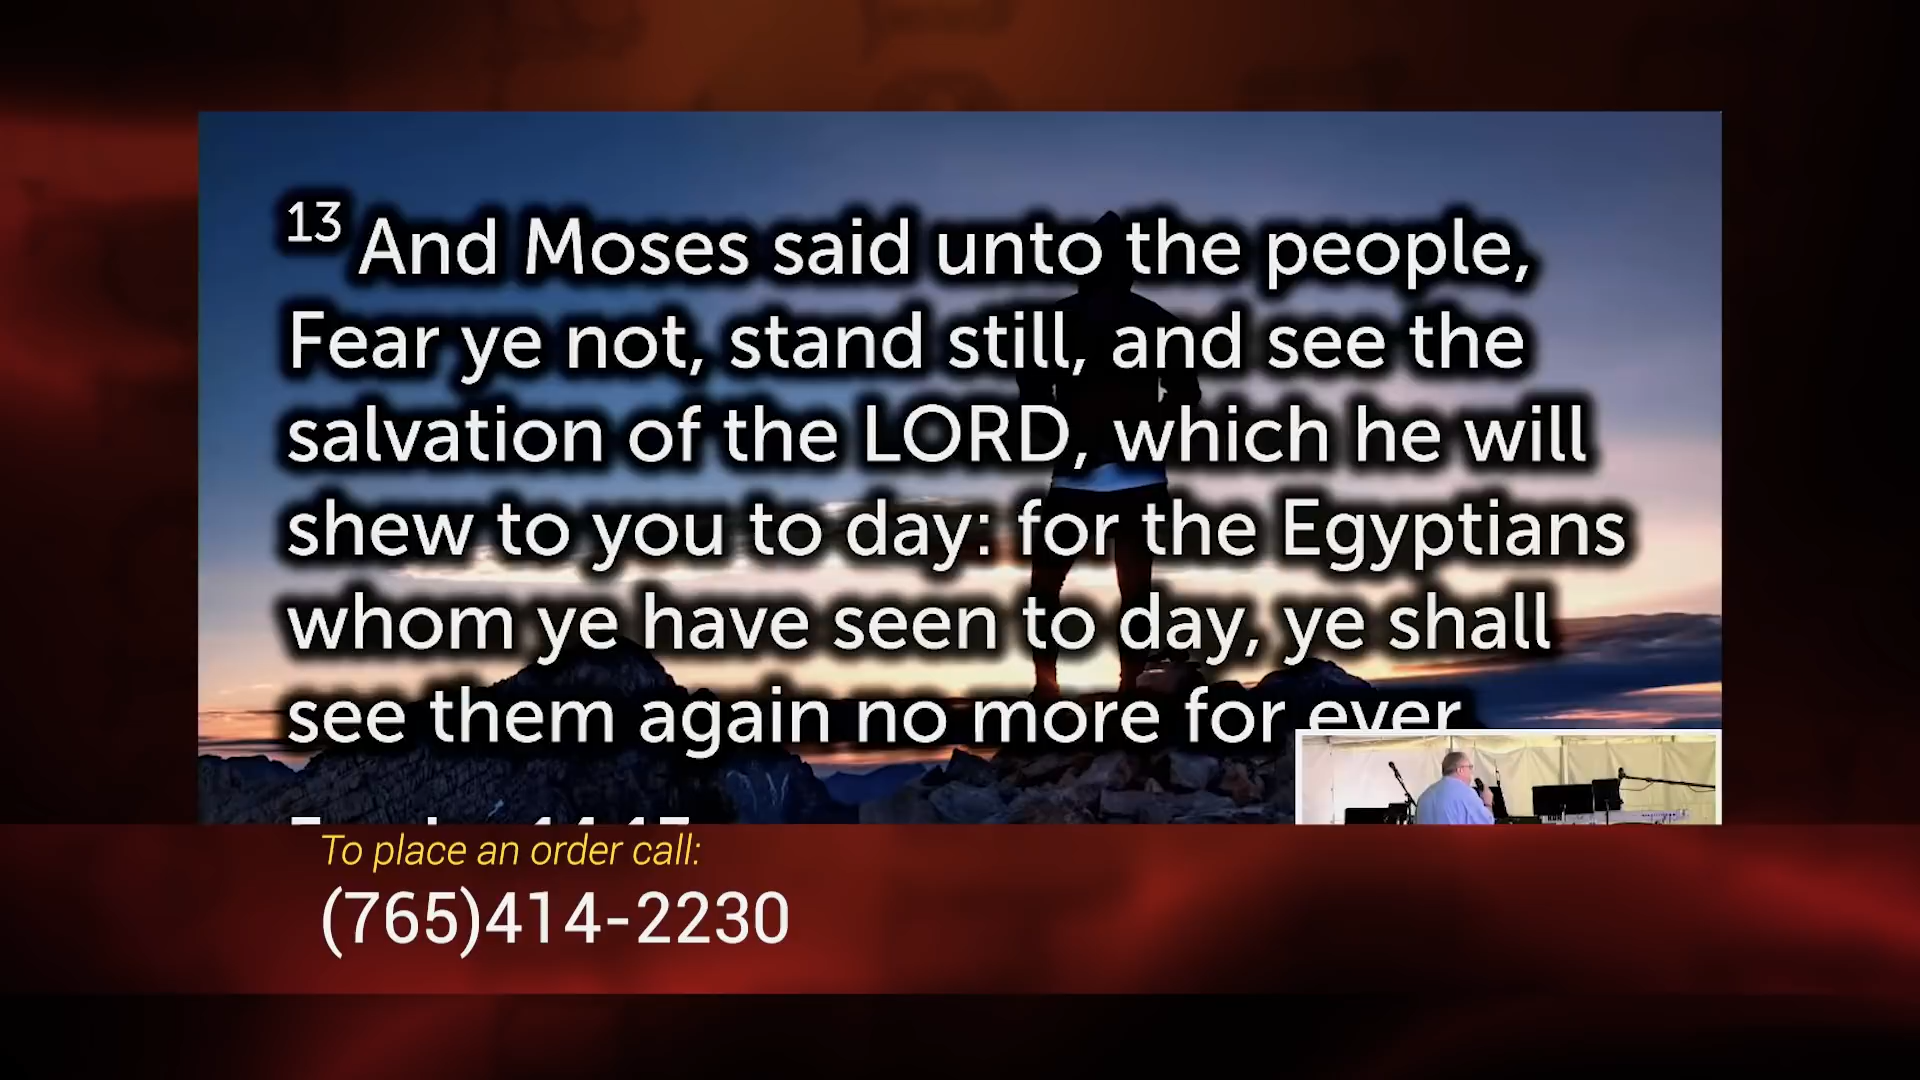 13 And Moses said unto the people,
Fear ye not, stand still, and see the
salvation of the LORD, which he will
shew to you to day: for the Egyptians
whom ye have seen to day, ye shall
see them again no more for ever
To place an order call:
(765)414-2230